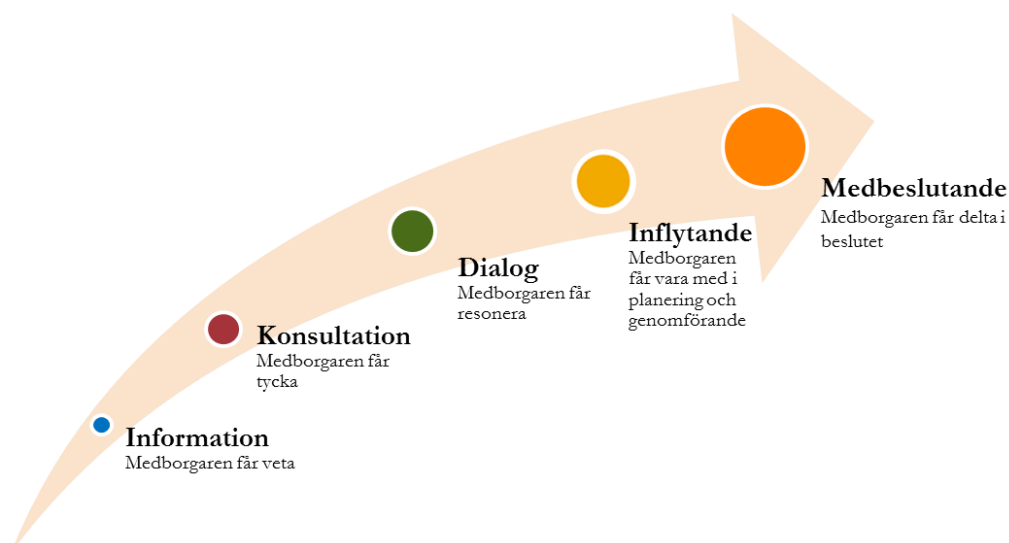 Medbeslutande
Medborgaren får delta i
beslutet
Inflytande
Medborgaren
får vara med i
planering och
genomförande
Dialog
Medborgaren får
resonera
Konsultation
Medborgaren får
tycka
Information
Medborgaren får veta